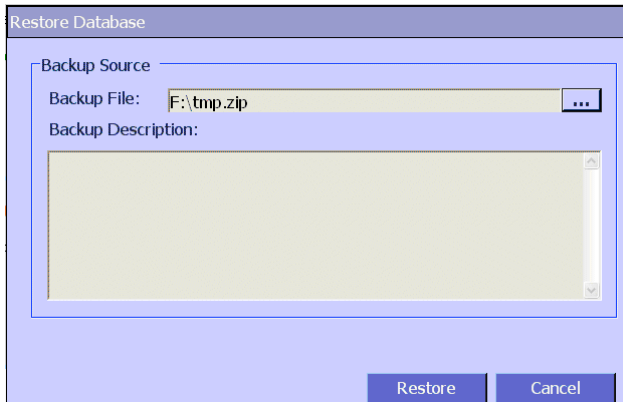 Restore Database
Backup Source
Backup File: F:\tmp.zip ...
Backup Description:
Restore Cancel